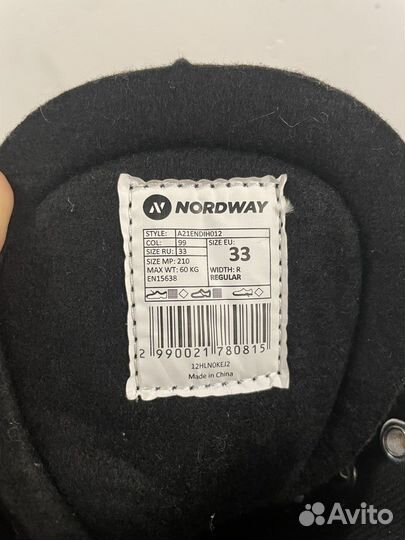 NORDWAY
STYLE: A21ENDIH012
COL: 99
SIZE RU: 33
SIZE MP: 210
MAX WT: 60 KG
EN15638
SIZE EU:
33
WIDTH: R
REGULAR
2 990021 780815
12HLN0KEJ2
Made in China
Avito